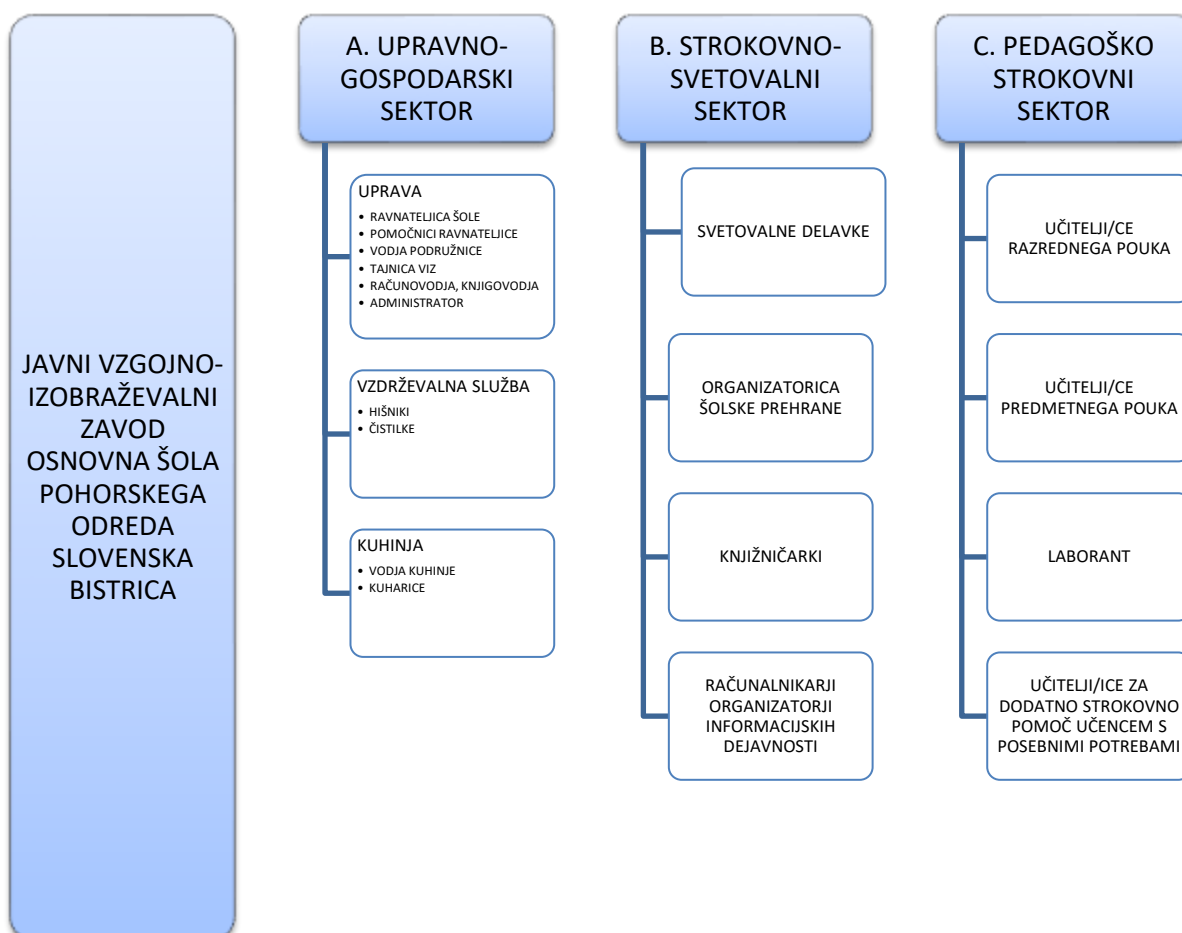 JAVNI VZGOJNO-
IZOBRAŽEVALNI
ZAVOD
OSNOVNA ŠOLA
POHORSKEGA
ODREDA
SLOVENSKA
BISTRICA
A. UPRAVNO-
GOSPODARSKI
SEKTOR
UPRAVA
• RAVNATELJICA ŠOLE
• POMOČNICI RAVNATELJICE
• VODJA PODRUŽNICE
• TAJNICA VIZ
• RAČUNOVODJA, KNJIGOVODJA
• ADMINISTRATOR
VZDRŽEVALNA SLUŽBA
• HIŠNIKI
• ČISTILKE
KUHINJA
• VODJA KUHINJE
• KUHARICE
B. STROKOVNO-
SVETOVALNI
SEKTOR
SVETOVALNE DELAVKE
ORGANIZATORICA
ŠOLSKE PREHRANE
KNJIŽNIČARKI
RAČUNALNIKARJI
ORGANIZATORJI
INFORMACIJSKIH
DEJAVNOSTI
C. PEDAGOŠKO
STROKOVNI
SEKTOR
UČITELJI/CE
RAZREDNEGA POUKA
UČITELJI/CE
PREDMETNEGA POUKA
LABORANT
UČITELJI/ICE ZA
DODATNO STROKOVNO
POMOČ UČENCEM S
POSEBNIMI POTREBAMI